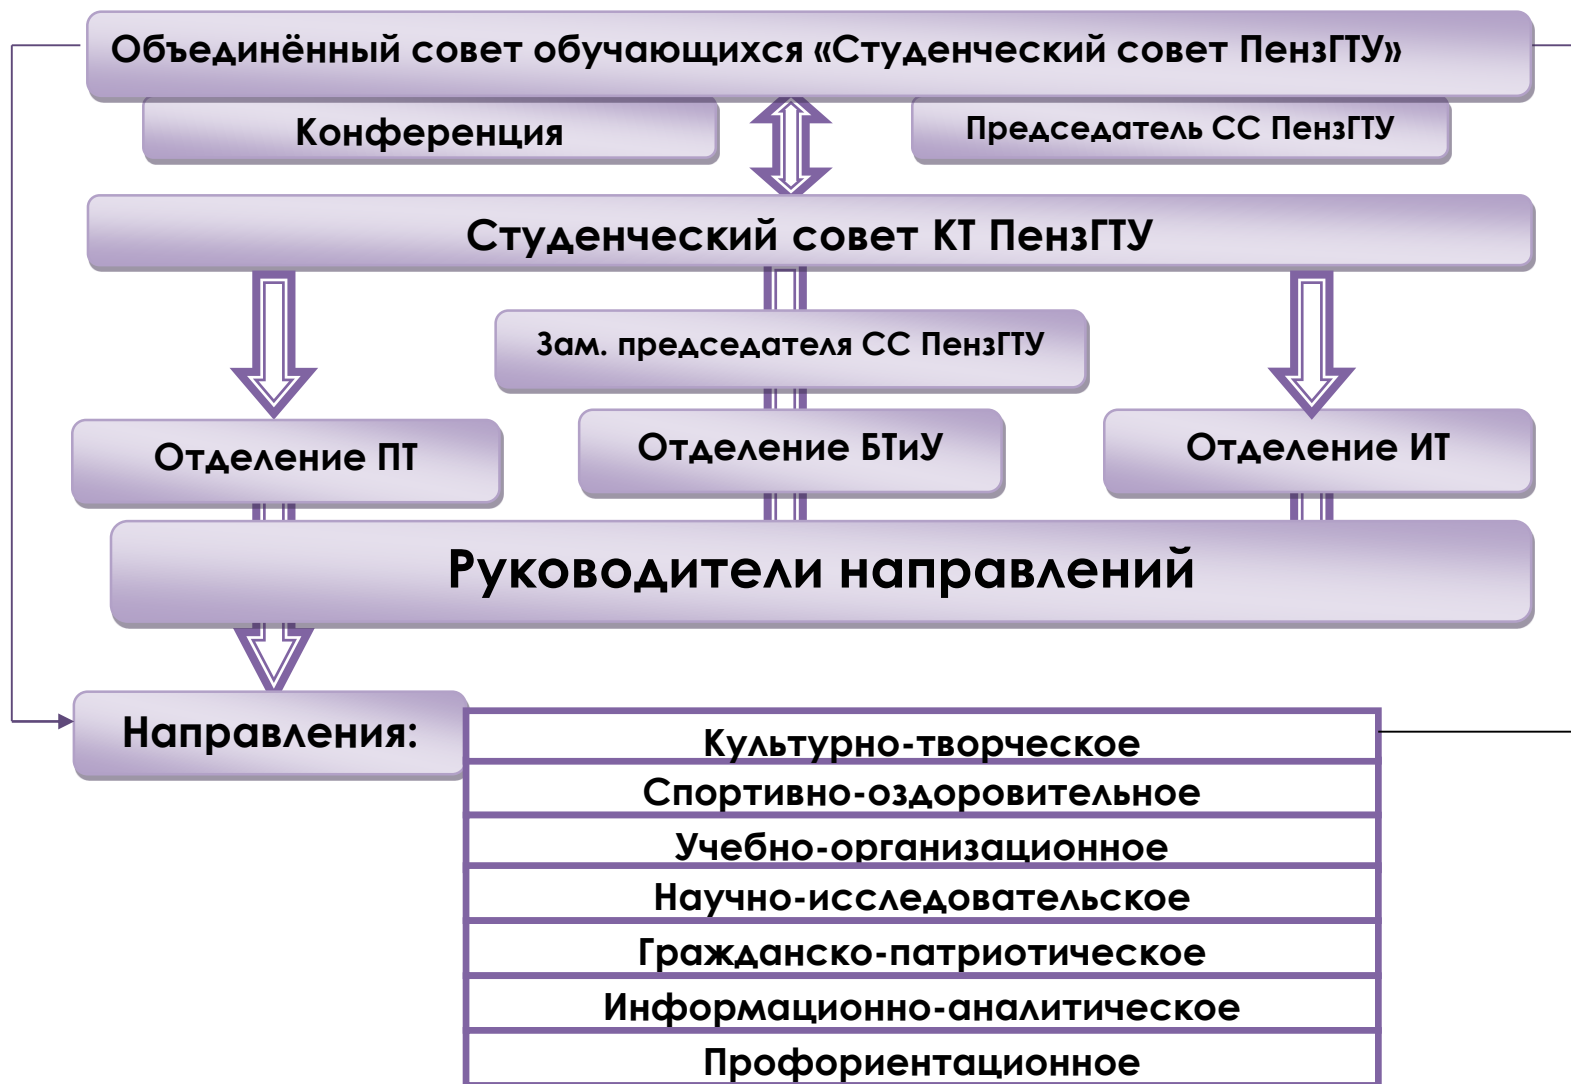 Объединённый совет обучающихся «Студенческий совет ПензГТУ»
Конференция
Председатель СС ПензГТУ
Студенческий совет КТ ПензГТУ
Зам. председателя СС ПензГТУ
Отделение ПТ
Отделение БТиУ
Отделение ИТ
Руководители направлений
Направления:
Культурно-творческое
Спортивно-оздоровительное
Учебно-организационное
Научно-исследовательское
Гражданско-патриотическое
Информационно-аналитическое
Профориентационное